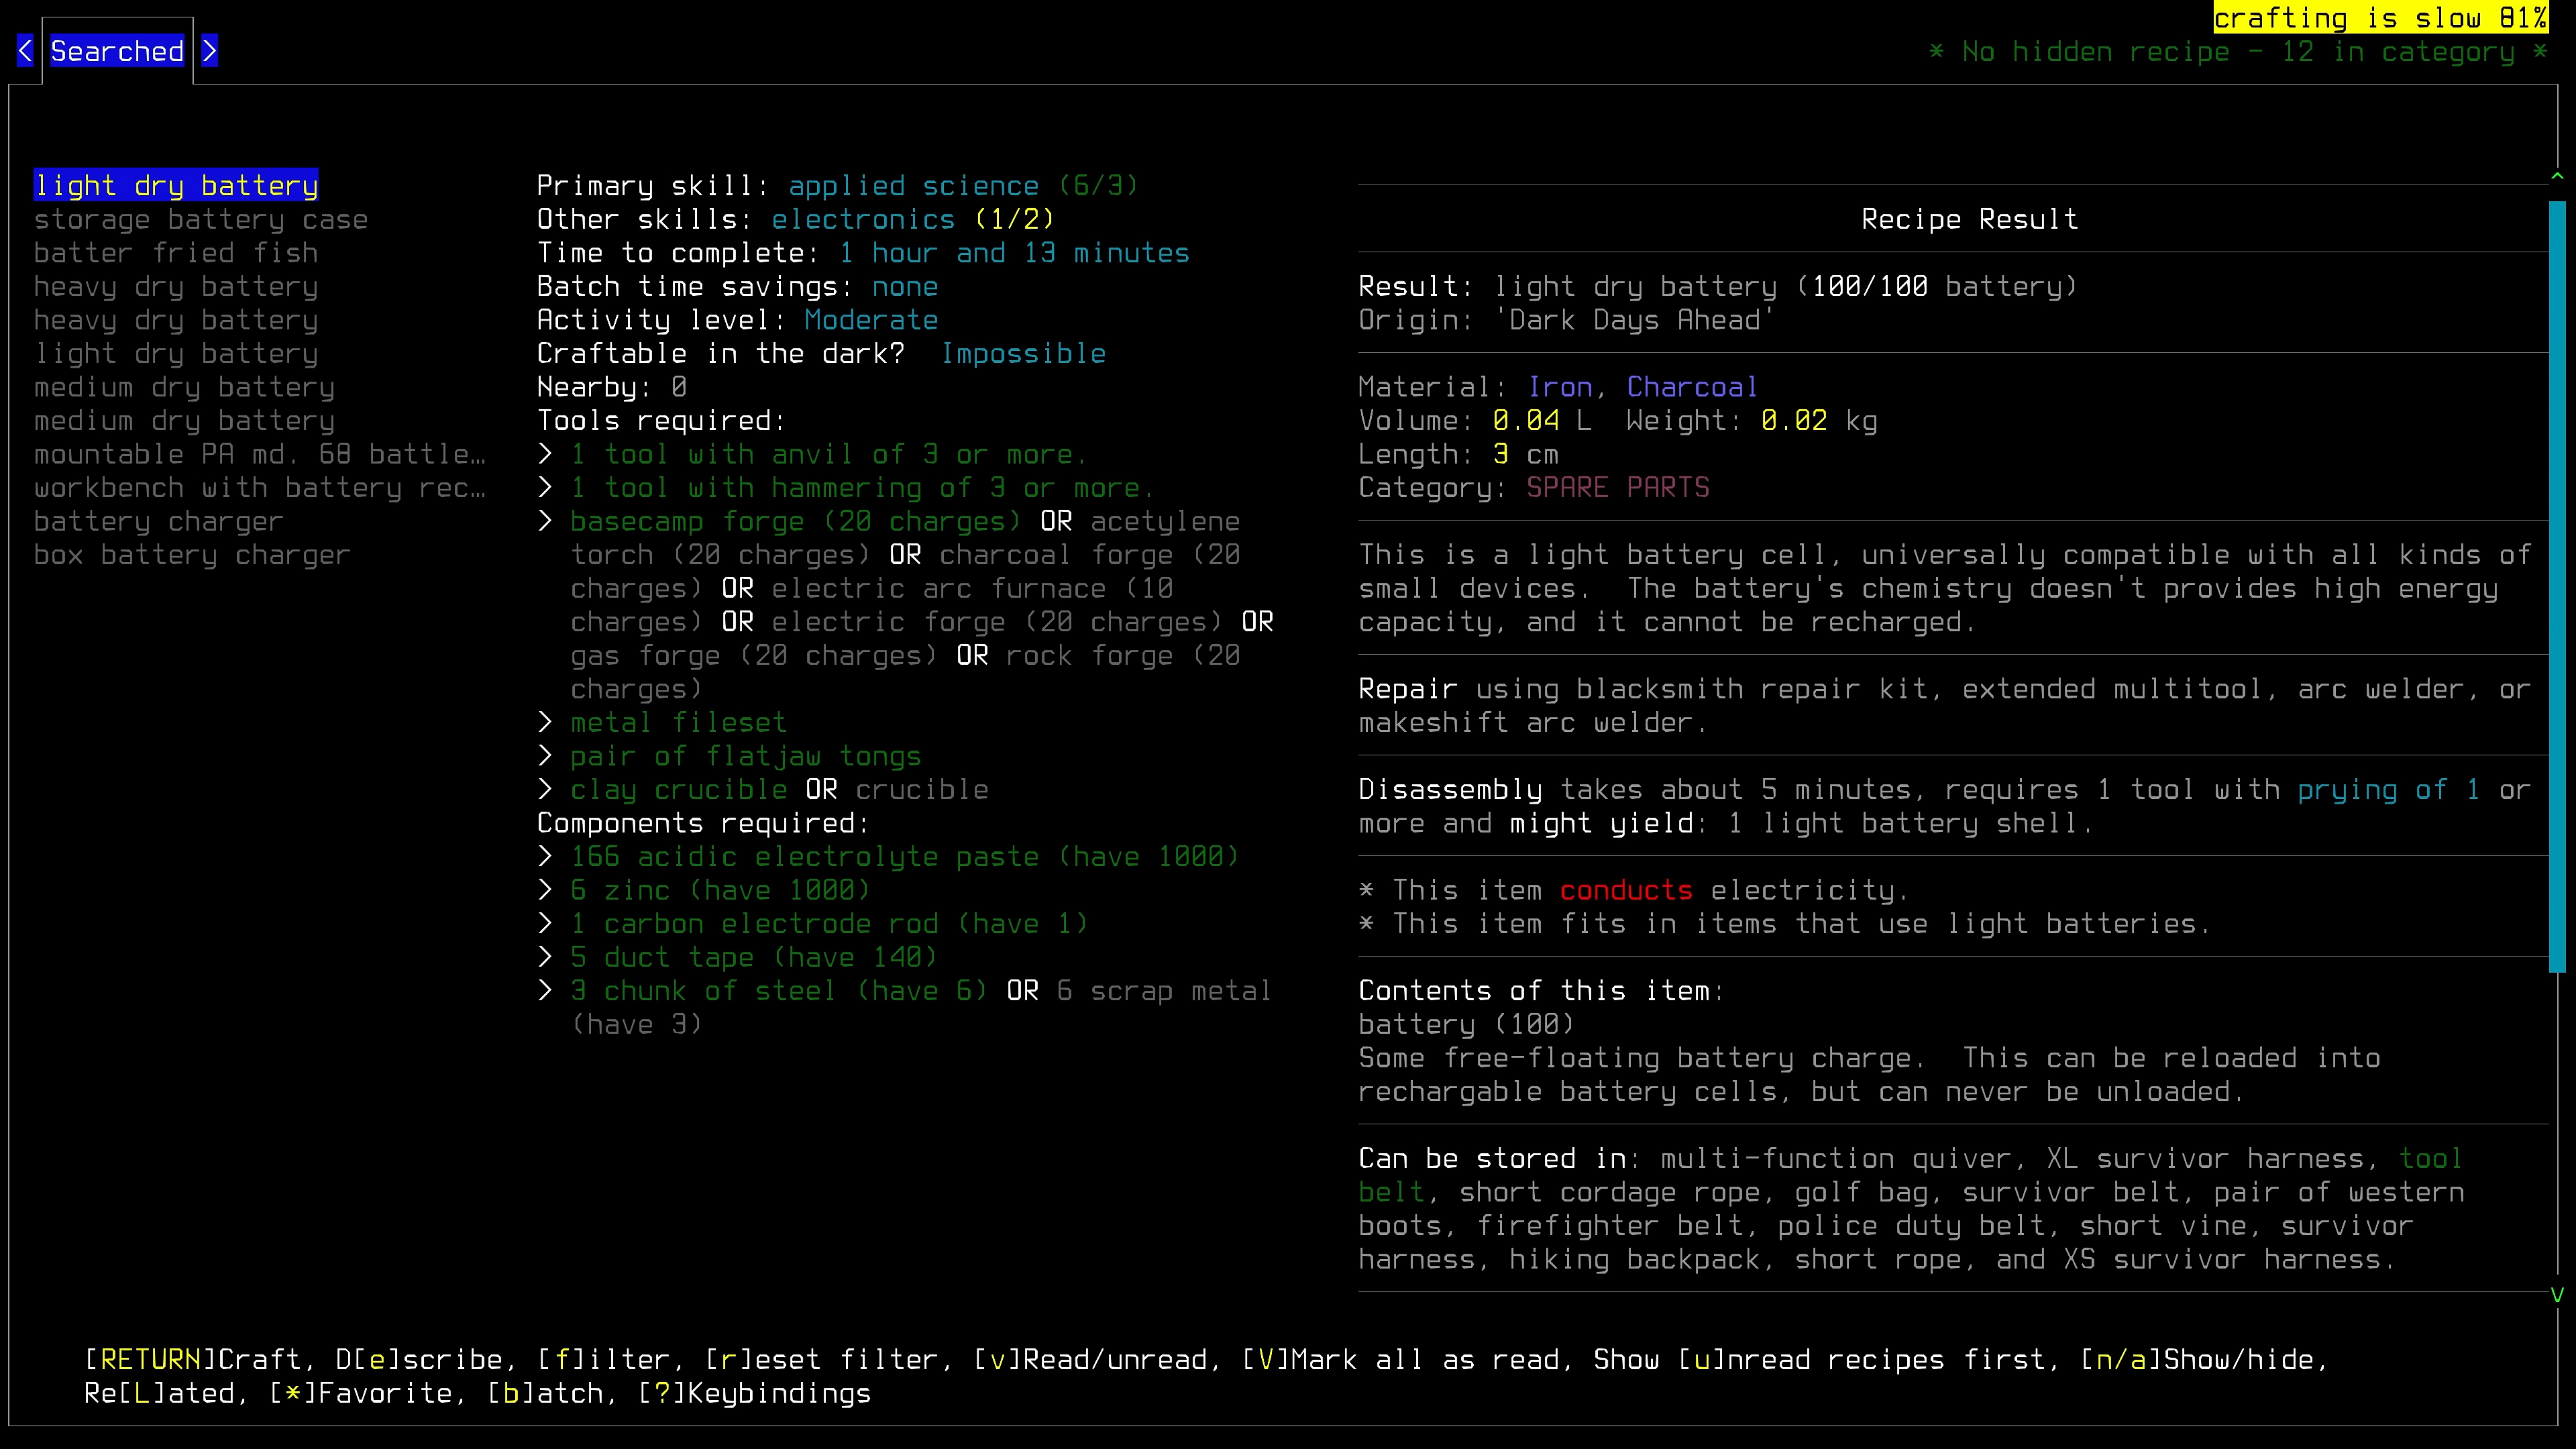 crafting is slow 81%
< Searched >
* No hidden recipe - 12 in category *
light dry battery
storage battery case
batter fried fish
heavy dry battery
heavy dry battery
light dry battery
medium dry battery
medium dry battery
mountable PA md. 68 battle…
workbench with battery rec…
battery charger
box battery charger
Primary skill: applied science (6/3)
Other skills: electronics (1/2)
Time to complete: 1 hour and 13 minutes
Batch time savings: none
Activity level: Moderate
Craftable in the dark?  Impossible
Nearby: 0
Tools required:
> 1 tool with anvil of 3 or more.
> 1 tool with hammering of 3 or more.
> basecamp forge (20 charges) OR acetylene
torch (20 charges) OR charcoal forge (20
charges) OR electric arc furnace (10
charges) OR electric forge (20 charges) OR
gas forge (20 charges) OR rock forge (20
charges)
> metal fileset
> pair of flatjaw tongs
> clay crucible OR crucible
Components required:
> 166 acidic electrolyte paste (have 1000)
> 6 zinc (have 1000)
> 1 carbon electrode rod (have 1)
> 5 duct tape (have 140)
> 3 chunk of steel (have 6) OR 6 scrap metal
(have 3)
^
Recipe Result
Result: light dry battery (100/100 battery)
Origin: 'Dark Days Ahead'
Material: Iron, Charcoal
Volume: 0.04 L  Weight: 0.02 kg
Length: 3 cm
Category: SPARE PARTS
This is a light battery cell, universally compatible with all kinds of
small devices.  The battery's chemistry doesn't provides high energy
capacity, and it cannot be recharged.
Repair using blacksmith repair kit, extended multitool, arc welder, or
makeshift arc welder.
Disassembly takes about 5 minutes, requires 1 tool with prying of 1 or
more and might yield: 1 light battery shell.
* This item conducts electricity.
* This item fits in items that use light batteries.
Contents of this item:
battery (100)
Some free-floating battery charge.  This can be reloaded into
rechargable battery cells, but can never be unloaded.
Can be stored in: multi-function quiver, XL survivor harness, tool
belt, short cordage rope, golf bag, survivor belt, pair of western
boots, firefighter belt, police duty belt, short vine, survivor
harness, hiking backpack, short rope, and XS survivor harness.
v
[RETURN]Craft, D[e]scribe, [f]ilter, [r]eset filter, [v]Read/unread, [V]Mark all as read, Show [u]nread recipes first, [n/a]Show/hide,
Re[L]ated, [*]Favorite, [b]atch, [?]Keybindings